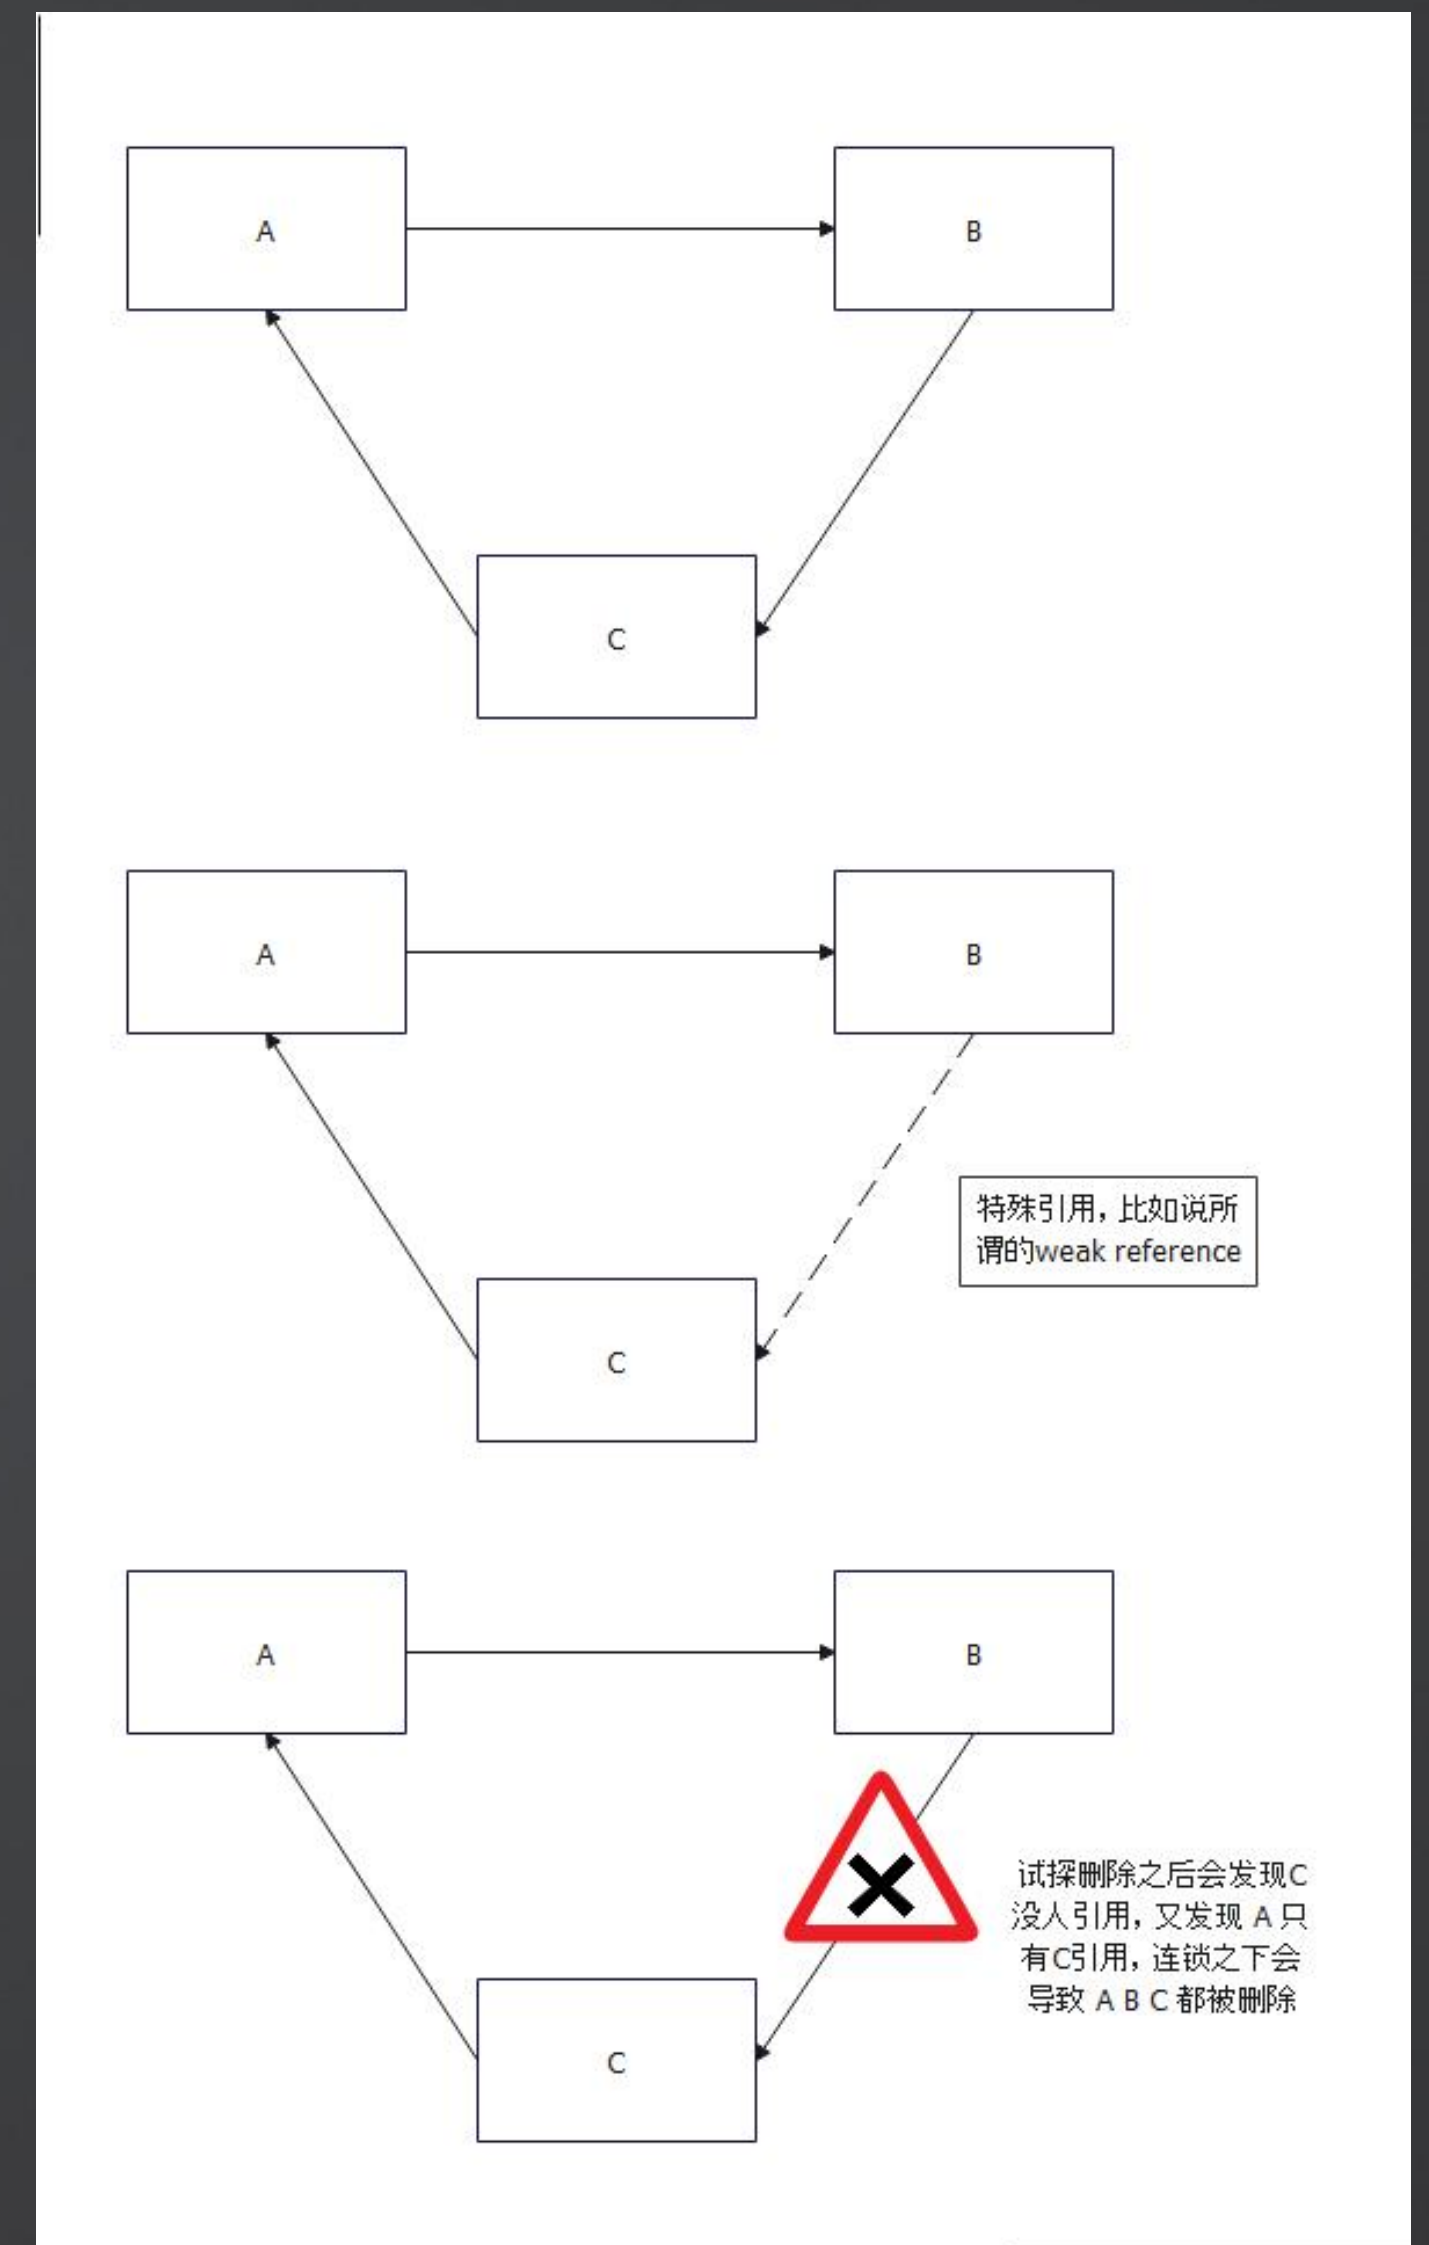 A
B
C
A
B
特殊引用，比如说所
谓的weak reference
C
A
B
试探删除之后会发现C
没人引用，又发现 A 只
有C引用，连锁之下会
导致 A B C 都被删除
C